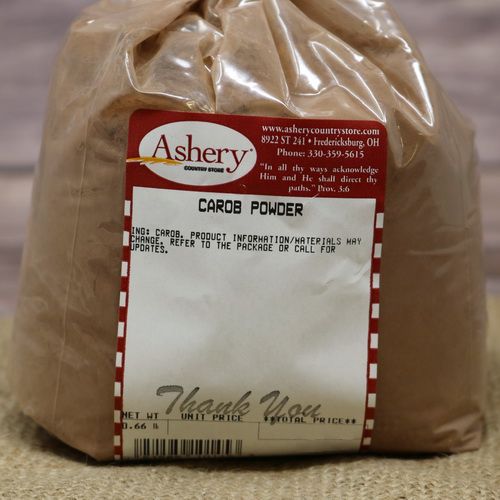 Ashery
COUNTRY STORE
www.asherycountrystore.com
8922 ST 241 • Fredericksburg, OH
Phone: 330-359-5615
"In all thy ways acknowledge
Him and He shall direct thy
paths." Prov. 3:6
CAROB POWDER
ING: CAROB. PRODUCT INFORMATION/MATERIALS MAY
CHANGE. REFER TO THE PACKAGE OR CALL FOR
UPDATES.
Thank You
NET WT UNIT PRICE **TOTAL PRICE**
0.66 lb